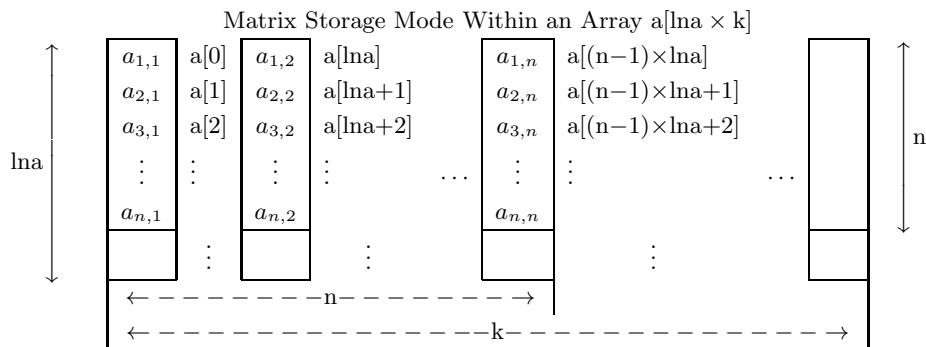 Matrix Storage Mode Within an Array a[lna × k]
a1,1 a[0] a1,2 a[lna] a1,n a[(n−1)×lna]
a2,1 a[1] a2,2 a[lna+1] a2,n a[(n−1)×lna+1]
a3,1 a[2] a3,2 a[lna+2] a3,n a[(n−1)×lna+2]
n
lna ⋮ ⋮ ⋮ ⋮ ⋯ ⋮ ⋮ ⋯
an,1 an,2 an,n
⋮ ⋮ ⋮
n
k